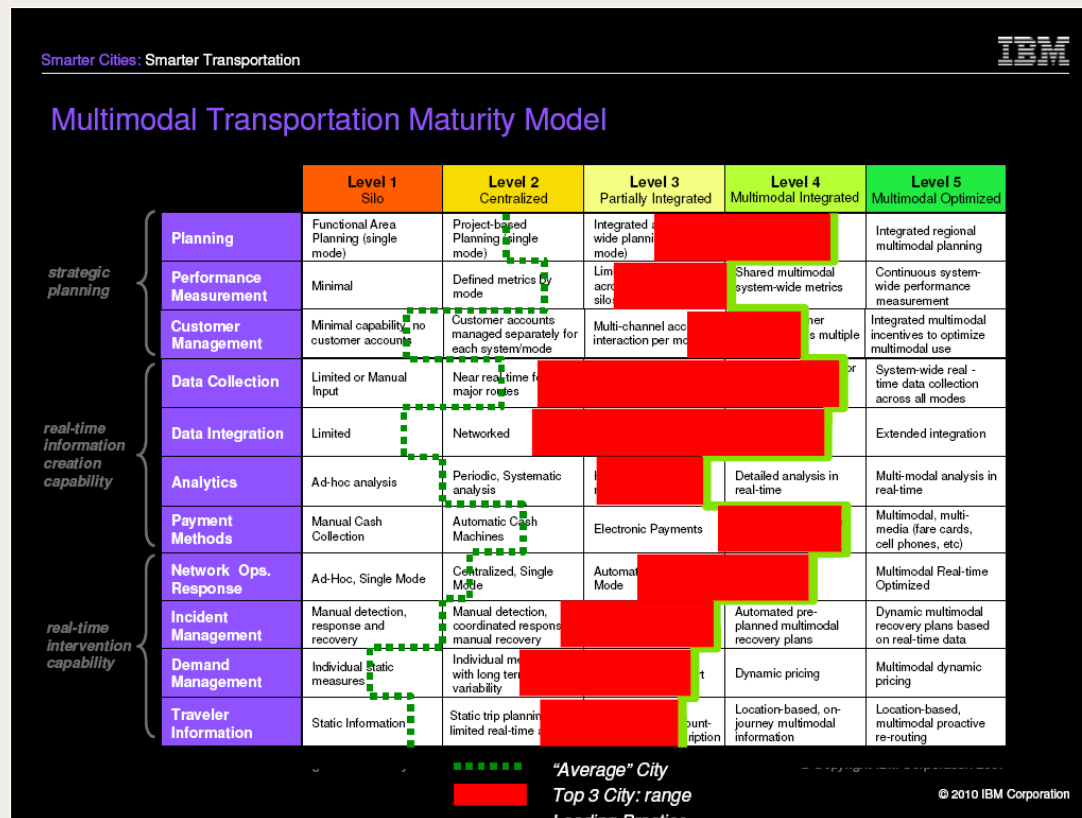 Smarter Cities: Smarter Transportation
IBM
Multimodal Transportation Maturity Model
Level 1
Silo
Level 2
Centralized
Level 3
Partially Integrated
Level 4
Multimodal Integrated
Level 5
Multimodal Optimized
strategic
planning
Planning
Functional Area
Planning (single
mode)
Project-based
Planning (single
mode)
Integrated
wide
mode)
Integrated regional
multimodal planning
Performance
Measurement
Minimal
Defined metrics by
mode
Shared multimodal
system-wide metrics
Continuous system-
wide performance
measurement
Customer
Management
Minimal capability, no
customer accounts
Customer accounts
managed separately for
each system/mode
Multi-channel
interaction per
multiple
Integrated multimodal
incentives to optimize
multimodal use
real-time
information
creation
capability
Data Collection
Limited or Manual
Input
Near real-time
major routes
or
System-wide real -
time data collection
across all modes
Data Integration
Limited
Networked
Extended integration
Analytics
Ad-hoc analysis
Periodic, Systematic
analysis
Detailed analysis in
real-time
Multi-modal analysis in
real-time
Payment
Methods
Manual Cash
Collection
Automatic Cash
Machines
Electronic Payments
Multimodal, multi-
media (fare cards,
cell phones, etc)
real-time
intervention
capability
Network Ops.
Response
Ad-Hoc, Single Mode
Centralized, Single
Mode
Mode
Multimodal Real-time
Optimized
Incident
Management
Manual detection,
response and
recovery
Manual detection,
coordinated
manual recovery
Automated pre-
planned multimodal
recovery plans
Dynamic multimodal
recovery plans based
on real-time data
Demand
Management
Individual static
measures
Individual
with long
variability
Dynamic pricing
Multimodal dynamic
pricing
Traveler
Information
Static Information
Static trip
limited real-time
Location-based, on-
journey multimodal
information
Location-based,
multimodal proactive
re-routing
"Average" City
Top 3 City: range
© 2010 IBM Corporation